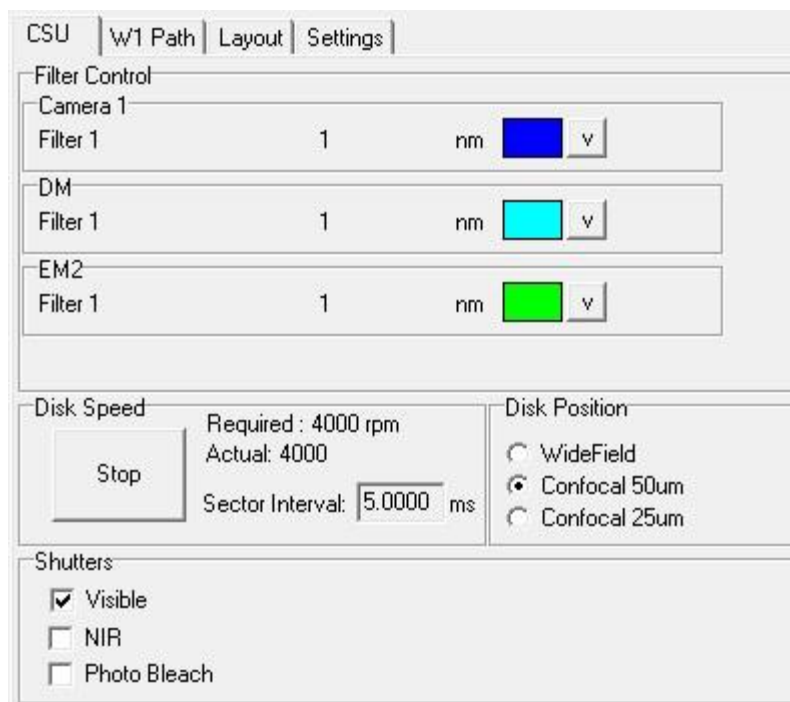 CSU W1 Path Layout Settings
Filter Control
Camera 1
Filter 1 1 nm v
DM
Filter 1 1 nm v
EM2
Filter 1 1 nm v
Disk Speed
Stop
Required : 4000 rpm
Actual: 4000
Sector Interval: 5.0000 ms
Disk Position
WideField
Confocal 50um
Confocal 25um
Shutters
Visible
NIR
Photo Bleach